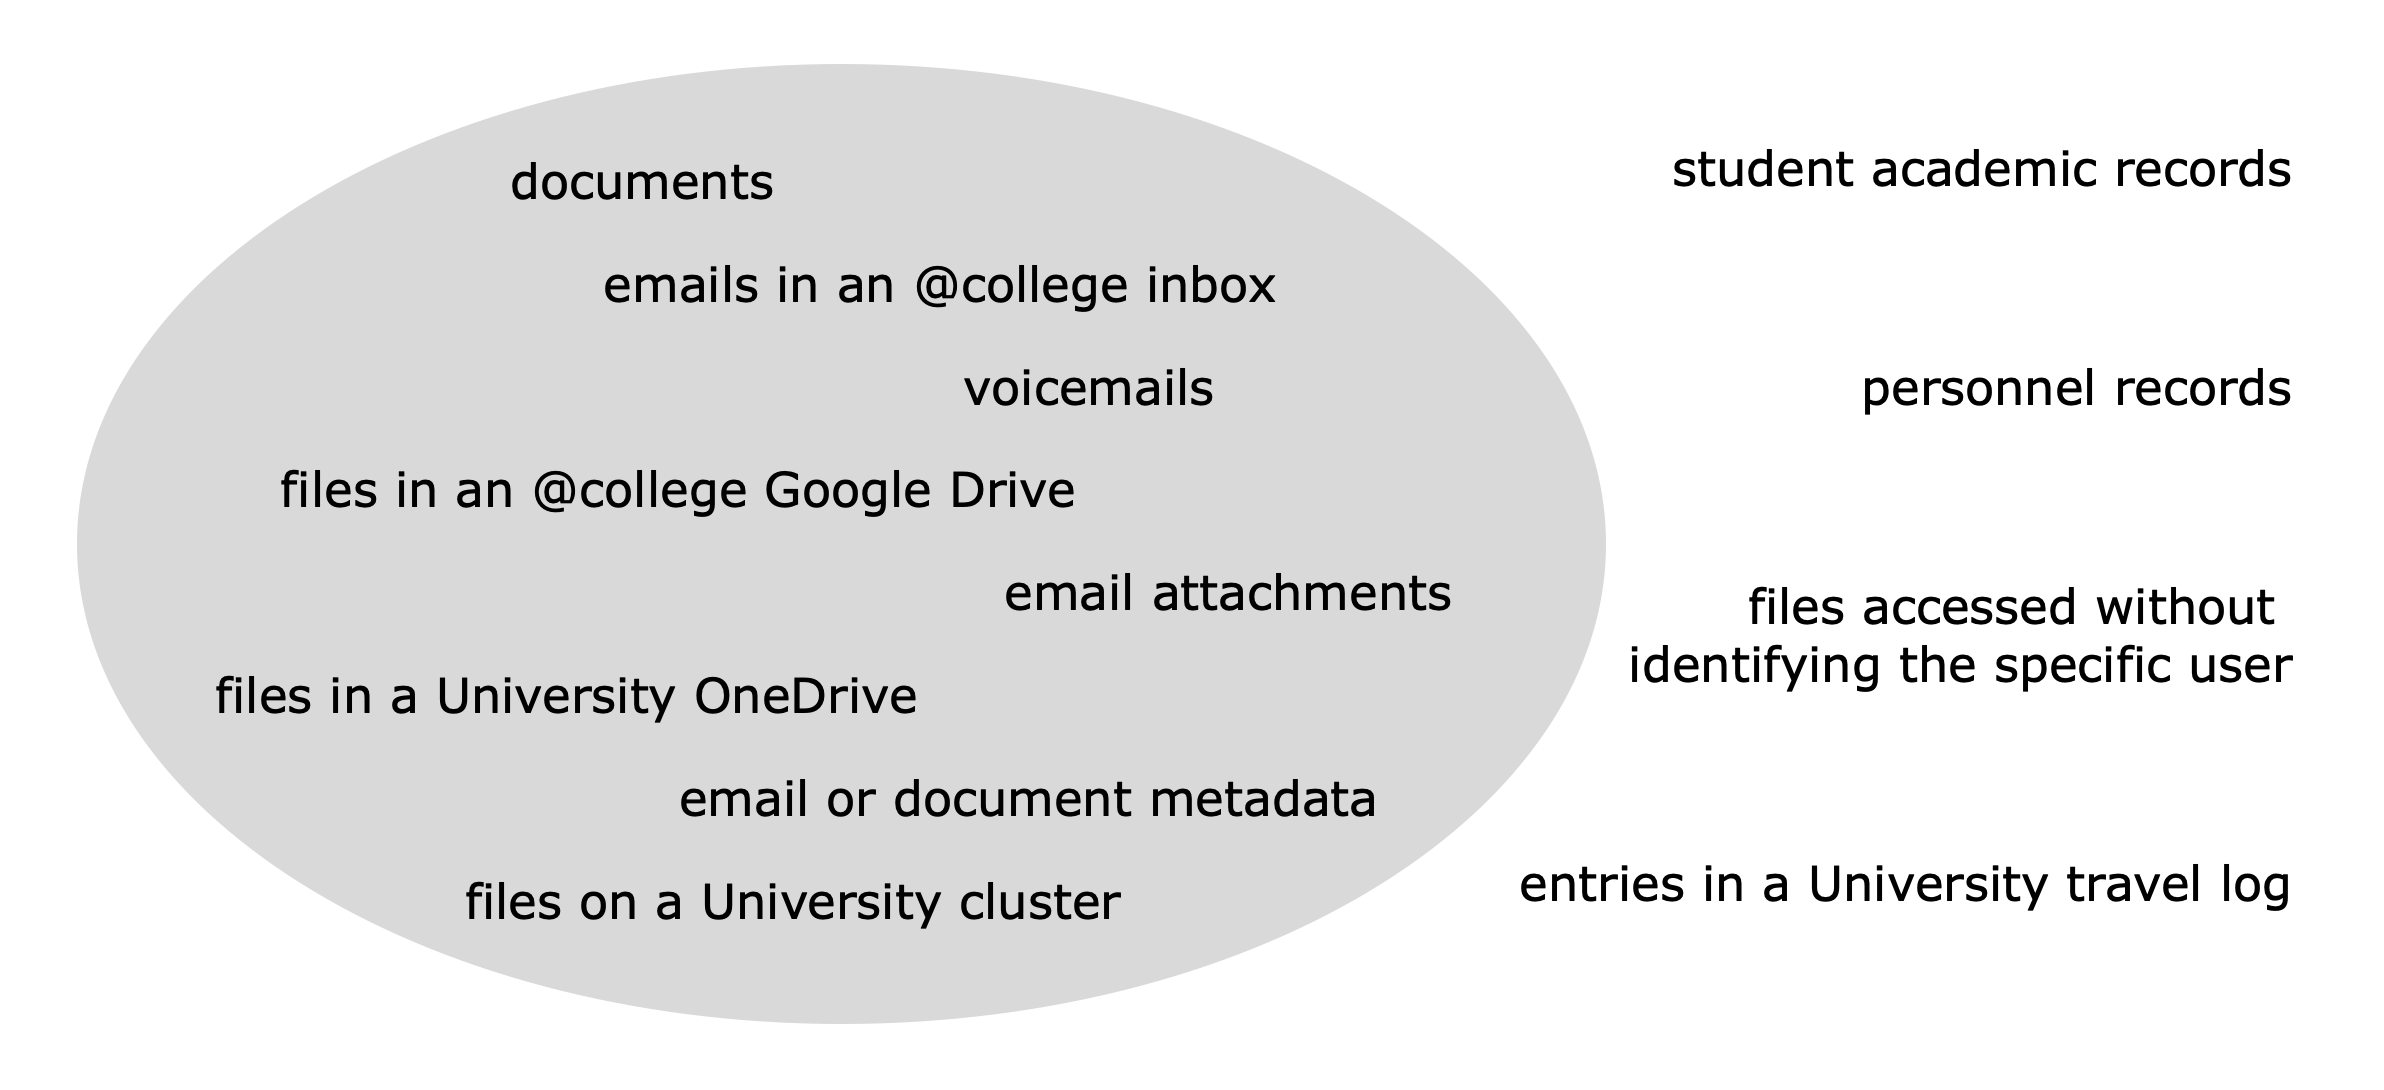 documents
emails in an @college inbox
voicemails
files in an @college Google Drive
email attachments
files in a University OneDrive
email or document metadata
files on a University cluster
student academic records
personnel records
files accessed without
identifying the specific user
entries in a University travel log